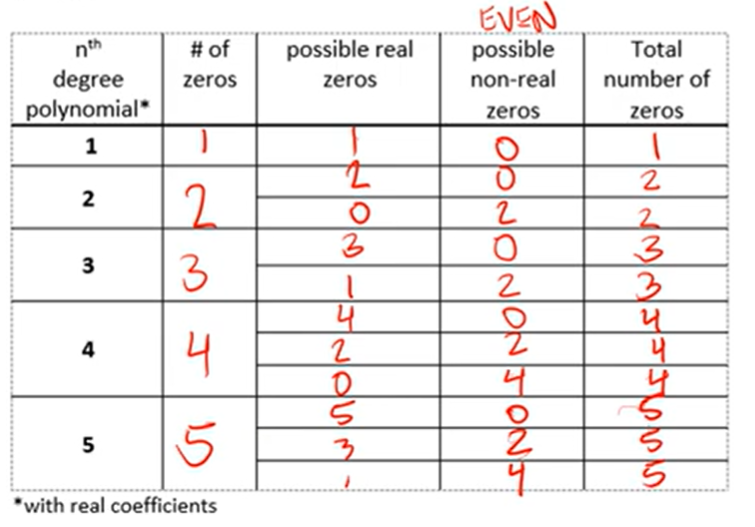 EVEN
nth degree polynomial* # of zeros possible real zeros possible non-real zeros Total number of zeros
1 1 1 0 1
2 2 2 0 2
0 2 2
3 3 3 0 3
1 2 3
4 4 4 0 4
2 2 4
0 4 4
5 5 5 0 5
3 2 5
1 4 5
*with real coefficients